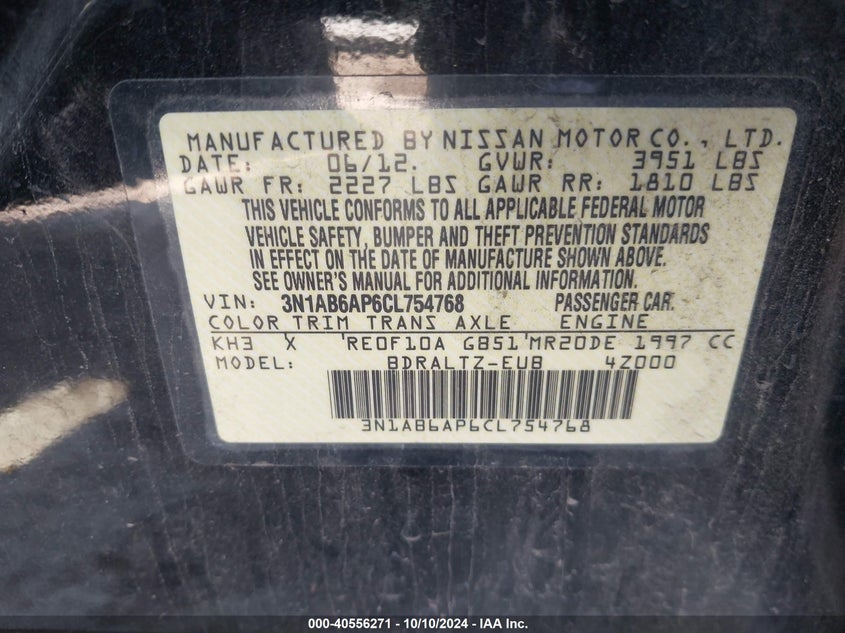 MANUFACTURED BY NISSAN MOTOR CO., LTD.
DATE: 06/12. GVWR: 3951 LBS
GAWR FR: 2227 LBS GAWR RR: 1810 LBS
THIS VEHICLE CONFORMS TO ALL APPLICABLE FEDERAL MOTOR
VEHICLE SAFETY, BUMPER AND THEFT PREVENTION STANDARDS
IN EFFECT ON THE DATE OF MANUFACTURE SHOWN ABOVE.
SEE OWNER'S MANUAL FOR ADDITIONAL INFORMATION.
VIN: 3N1AB6AP6CL754768 PASSENGER CAR.
COLOR TRIM TRANS AXLE ENGINE
KH3 X 'RE0F10A GB51'MR20DE 1997 CC
MODEL: BDRALTZ-EUB 4Z000
3N1AB6AP6CL754768
000-40556271 - 10/10/2024 - IAA Inc.